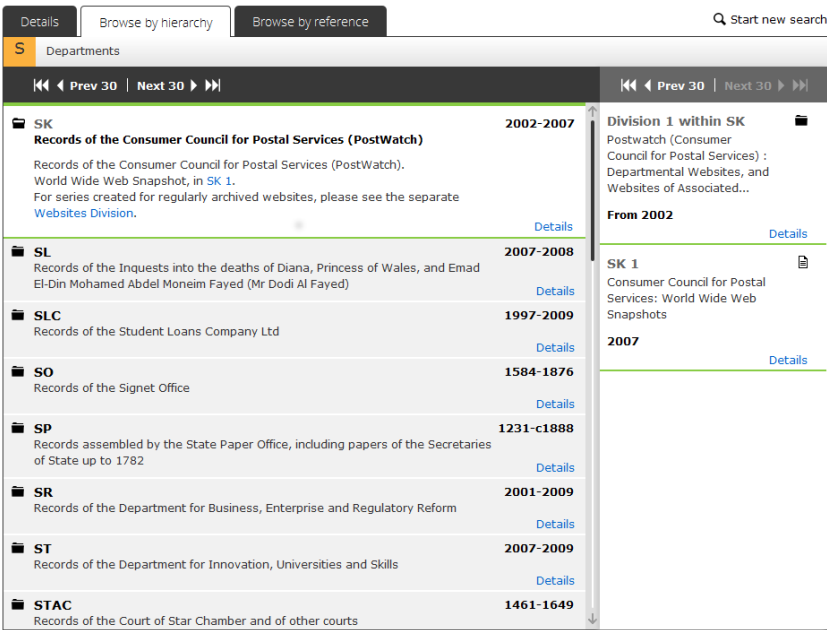 Details
Browse by hierarchy
Browse by reference
Start new search
S
Departments
Prev 30 | Next 30
SK
2002-2007
Records of the Consumer Council for Postal Services (PostWatch)
Records of the Consumer Council for Postal Services (PostWatch).
World Wide Web Snapshot, in SK 1.
For series created for regularly archived websites, please see the separate
Websites Division.
Details
SL
2007-2008
Records of the Inquests into the deaths of Diana, Princess of Wales, and Emad
El-Din Mohamed Abdel Moneim Fayed (Mr Dodi Al Fayed)
Details
SLC
1997-2009
Records of the Student Loans Company Ltd
Details
SO
1584-1876
Records of the Signet Office
Details
SP
1231-c1888
Records assembled by the State Paper Office, including papers of the Secretaries
of State up to 1782
Details
SR
2001-2009
Records of the Department for Business, Enterprise and Regulatory Reform
Details
ST
2007-2009
Records of the Department for Innovation, Universities and Skills
Details
STAC
1461-1649
Records of the Court of Star Chamber and of other courts
Prev 30 | Next 30
Division 1 within SK
Postwatch (Consumer
Council for Postal Services) :
Departmental Websites, and
Websites of Associated...
From 2002
Details
SK 1
Consumer Council for Postal
Services: World Wide Web
Snapshots
2007
Details